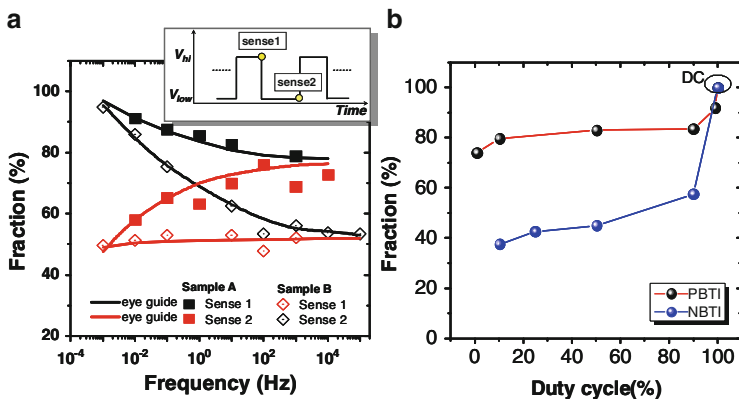 a
b
V_hi
V_low
sense1
sense2
Time
Fraction (%)
100
80
60
40
20
10^-4
10^-2
10^0
10^2
10^4
Frequency (Hz)
Sample A
Sample B
eye guide
Sense 1
Sense 1
eye guide
Sense 2
Sense 2
Fraction (%)
100
80
60
40
20
0
0
20
40
60
80
100
Duty cycle(%)
DC
PBTI
NBTI